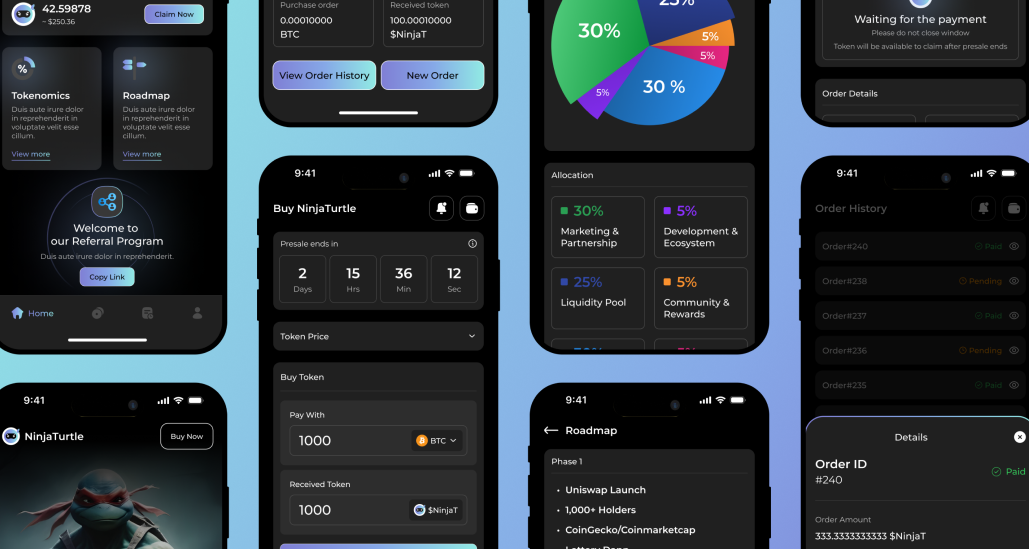 42.59878
~ $250.36
Claim Now
%
Tokenomics
Duis aute irure dolor
in reprehenderit in
voluptate velit esse
cillum.
View more
Roadmap
Duis aute irure dolor
in reprehenderit in
voluptate velit esse
cillum.
View more
Welcome to
our Referral Program
Duis aute irure dolor in reprehenderit.
Copy Link
Home
9:41
NinjaTurtle
Buy Now
Purchase order
0.00010000
BTC
Received token
100.00010000
$NinjaT
View Order History
New Order
9:41
Buy NinjaTurtle
Presale ends in
2
Days
15
Hrs
36
Min
12
Sec
Token Price
Buy Token
Pay With
1000
BTC
Received Token
1000
$NinjaT
25%
30%
5%
5%
5%
30 %
Allocation
30%
Marketing &
Partnership
5%
Development &
Ecosystem
25%
Liquidity Pool
5%
Community &
Rewards
9:41
Roadmap
Phase 1
• Uniswap Launch
• 1,000+ Holders
• CoinGecko/Coinmarketcap
Waiting for the payment
Please do not close window
Token will be available to claim after presale ends
Order Details
9:41
Order History
Order#240
Paid
Order#238
Pending
Order#237
Paid
Order#236
Pending
Order#235
Paid
Details
Order ID
#240
Paid
Order Amount
333.3333333333 $NinjaT